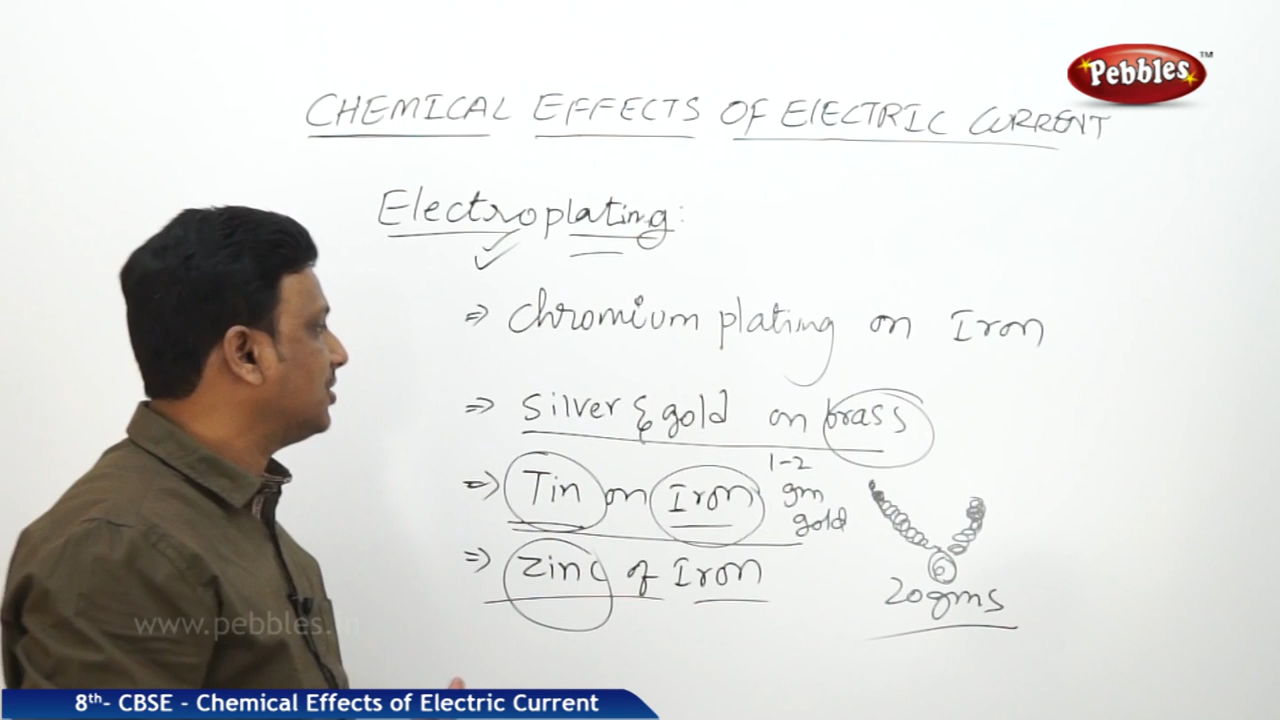 Pebbles™
CHEMICAL EFFECTS OF ELECTRIC CURRENT
Electroplating:
⇒ Chromium plating on Iron
⇒ Silver & gold on brass
⇒ Tin on Iron
1-2
gm
gold
⇒ Zinc of Iron
20gms
www.pebbles.in
8th- CBSE - Chemical Effects of Electric Current